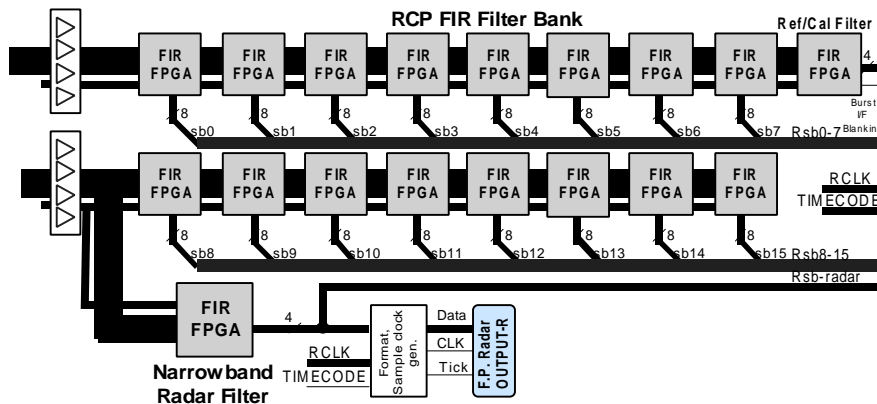 RCP FIR Filter Bank
Ref/Cal Filter
FIR FPGA
FIR FPGA
FIR FPGA
FIR FPGA
FIR FPGA
FIR FPGA
FIR FPGA
FIR FPGA
FIR FPGA
4
8
8
8
8
8
8
8
8
Burst
I/F
Blankin
sb0
sb1
sb2
sb3
sb4
sb5
sb6
sb7
Rsb0-7
FIR FPGA
FIR FPGA
FIR FPGA
FIR FPGA
FIR FPGA
FIR FPGA
FIR FPGA
FIR FPGA
RCLK
TIMECODE
8
8
8
8
8
8
8
8
sb8
sb9
sb10
sb11
sb12
sb13
sb14
sb15
Rsb8-15
Rsb-radar
FIR
FPGA
4
Format,
Sample clock
gen.
Data
CLK
Tick
F.P. Radar
OUTPUT-R
RCLK
TIMECODE
Narrowband
Radar Filter